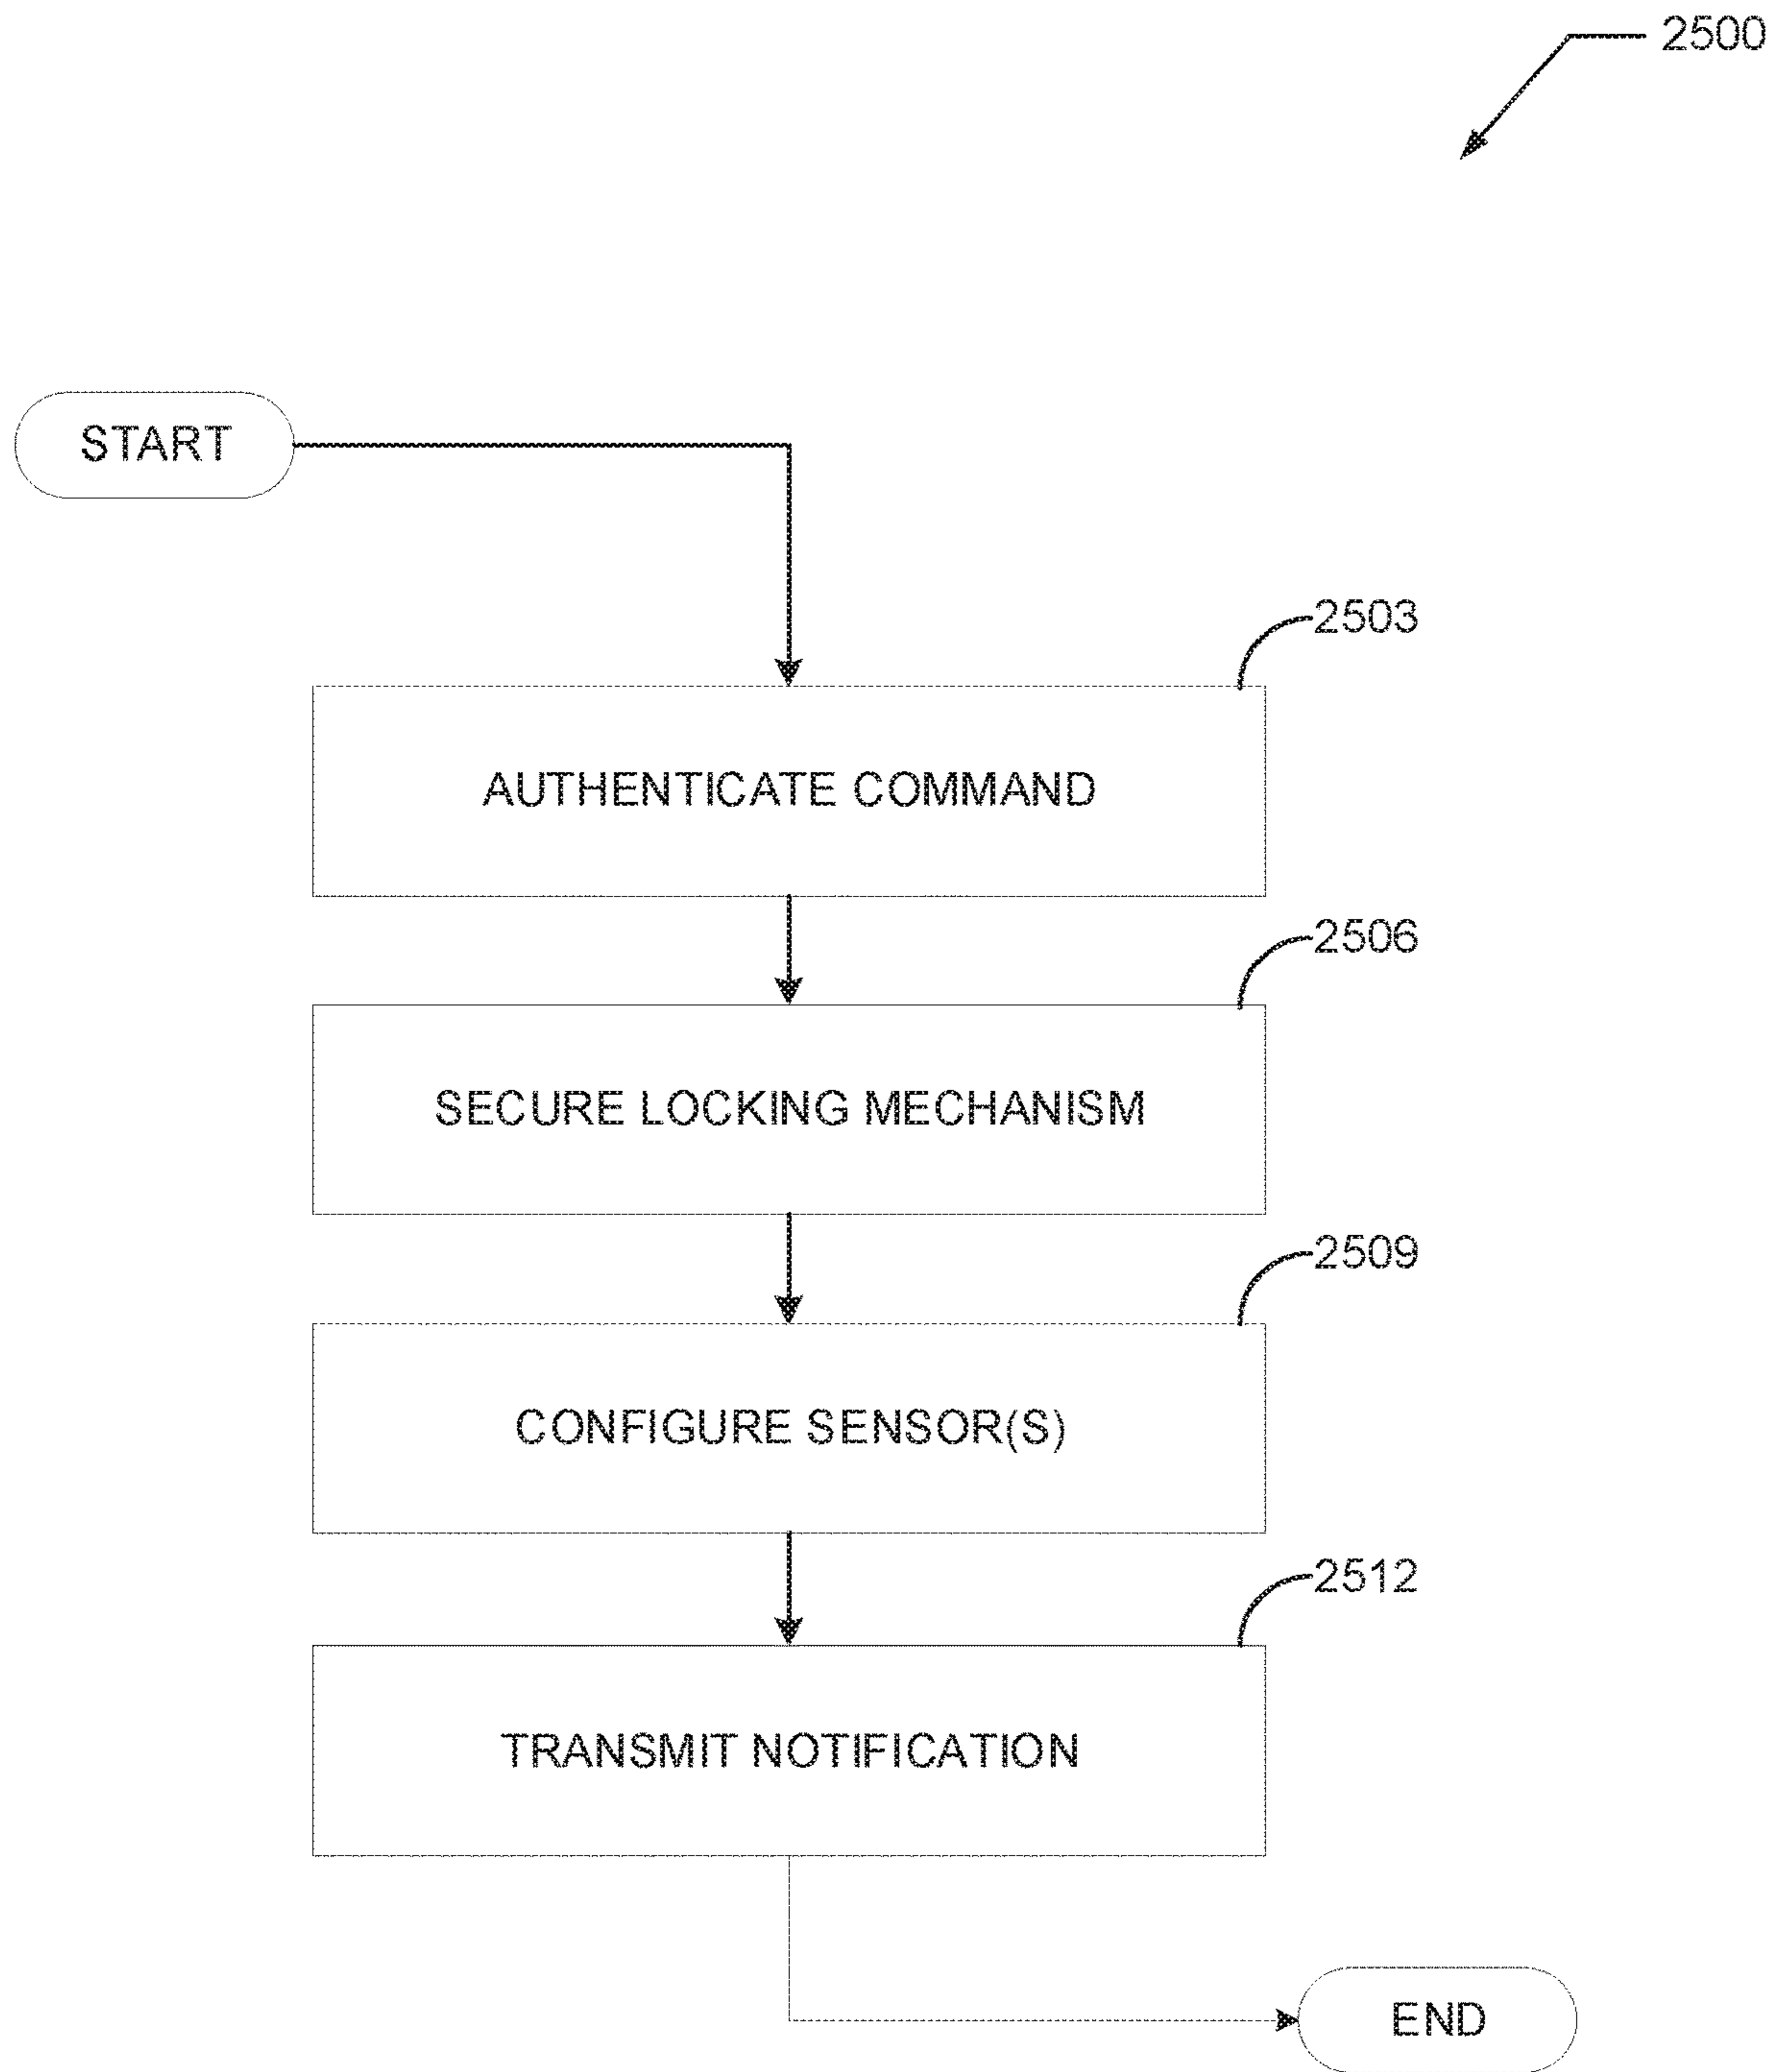 2500
START
2503
AUTHENTICATE COMMAND
2506
SECURE LOCKING MECHANISM
2509
CONFIGURE SENSOR(S)
2512
TRANSMIT NOTIFICATION
END